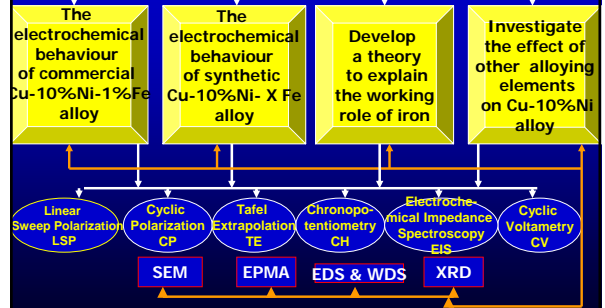 The
electrochemical
behaviour
of commercial
Cu-10%Ni-1%Fe
alloy
The
electrochemical
behaviour
of synthetic
Cu-10%Ni- X Fe
alloy
Develop
a theory
to explain
the working
role of iron
Investigate
the effect of
other alloying
elements
on Cu-10%Ni
alloy
Linear
Sweep Polarization
LSP
Cyclic
Polarization
CP
Tafel
Extrapolation
TE
Chronopo-
tentiometry
CH
Electroche-
mical Impedance
Spectroscopy
EIS
Cyclic
Voltametry
CV
SEM
EPMA
EDS & WDS
XRD